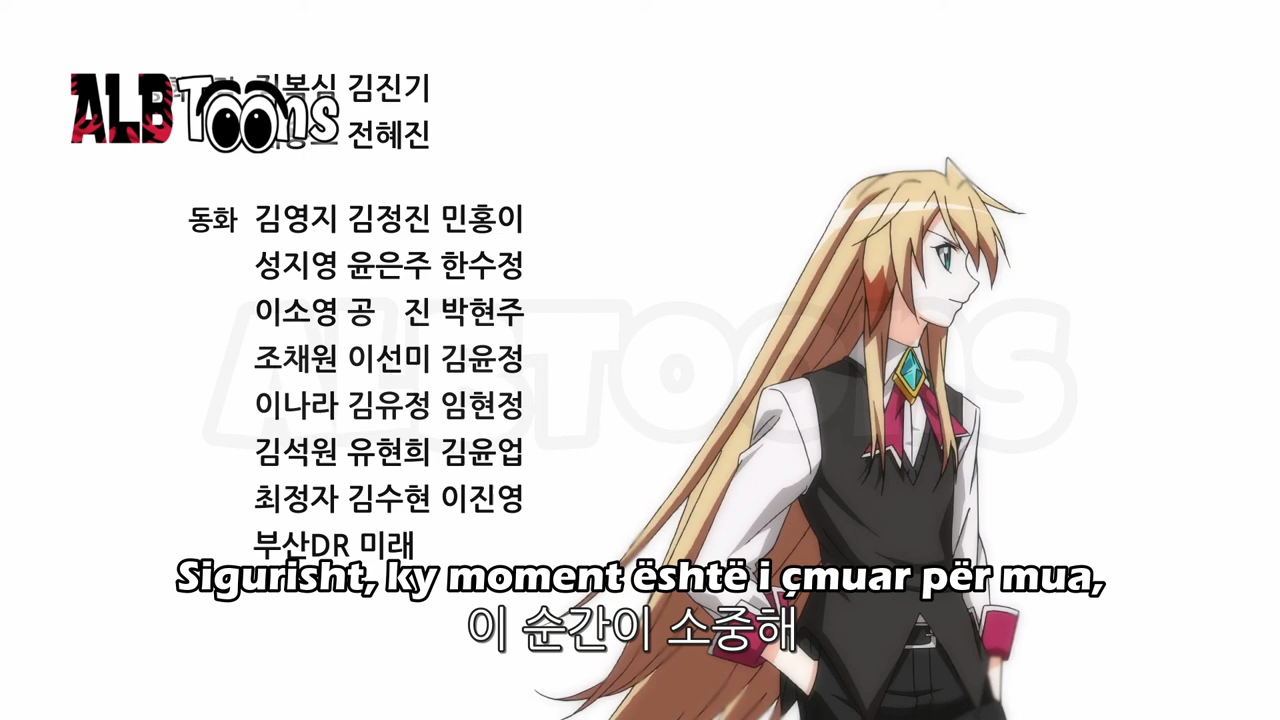 ALBToons
김진기
전혜진
동화 김영지 김정진 민홍이
성지영 윤은주 한수정
이소영 공 진 박현주
조채원 이선미 김윤정
이나라 김유정 임현정
김석원 유현희 김윤업
최정자 김수현 이진영
부산DR 미래
ALBTOONS
Sigurisht, ky moment është i çmuar për mua,
이 순간이 소중해